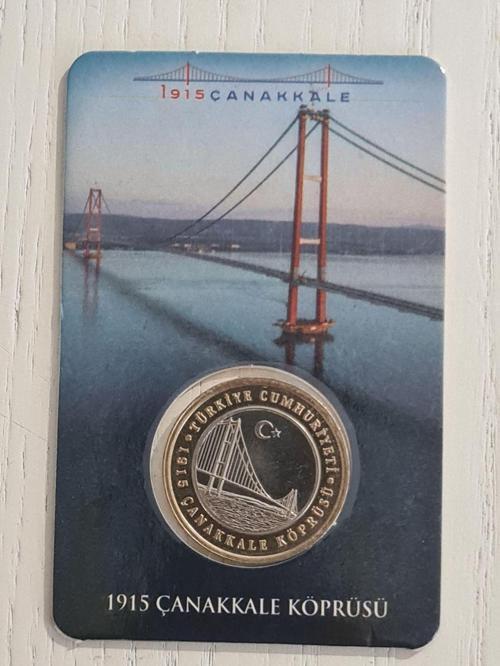 1915ÇANAKKALE
★ TÜRKİYE CUMHURİYETİ ★
1915 ÇANAKKALE KÖPRÜSÜ
1915 ÇANAKKALE KÖPRÜSÜ